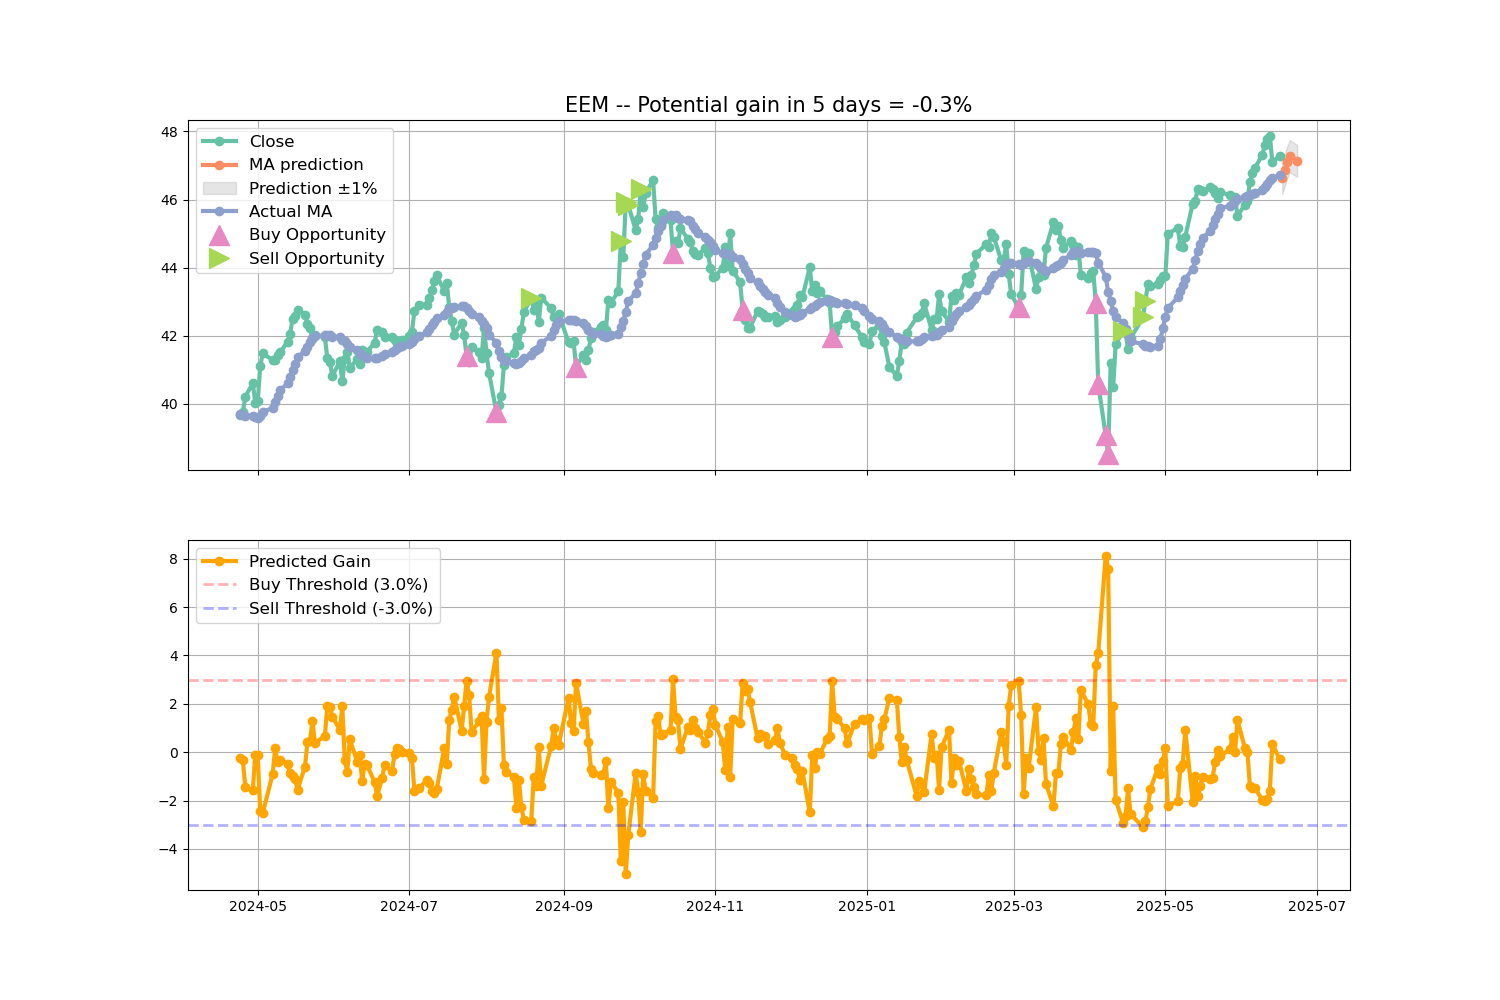 EEM -- Potential gain in 5 days = -0.3%
48
46
44
42
40
Close
MA prediction
Prediction ±1%
Actual MA
Buy Opportunity
Sell Opportunity
8
6
4
2
0
−2
−4
Predicted Gain
Buy Threshold (3.0%)
Sell Threshold (-3.0%)
2024-05 2024-07 2024-09 2024-11 2025-01 2025-03 2025-05 2025-07